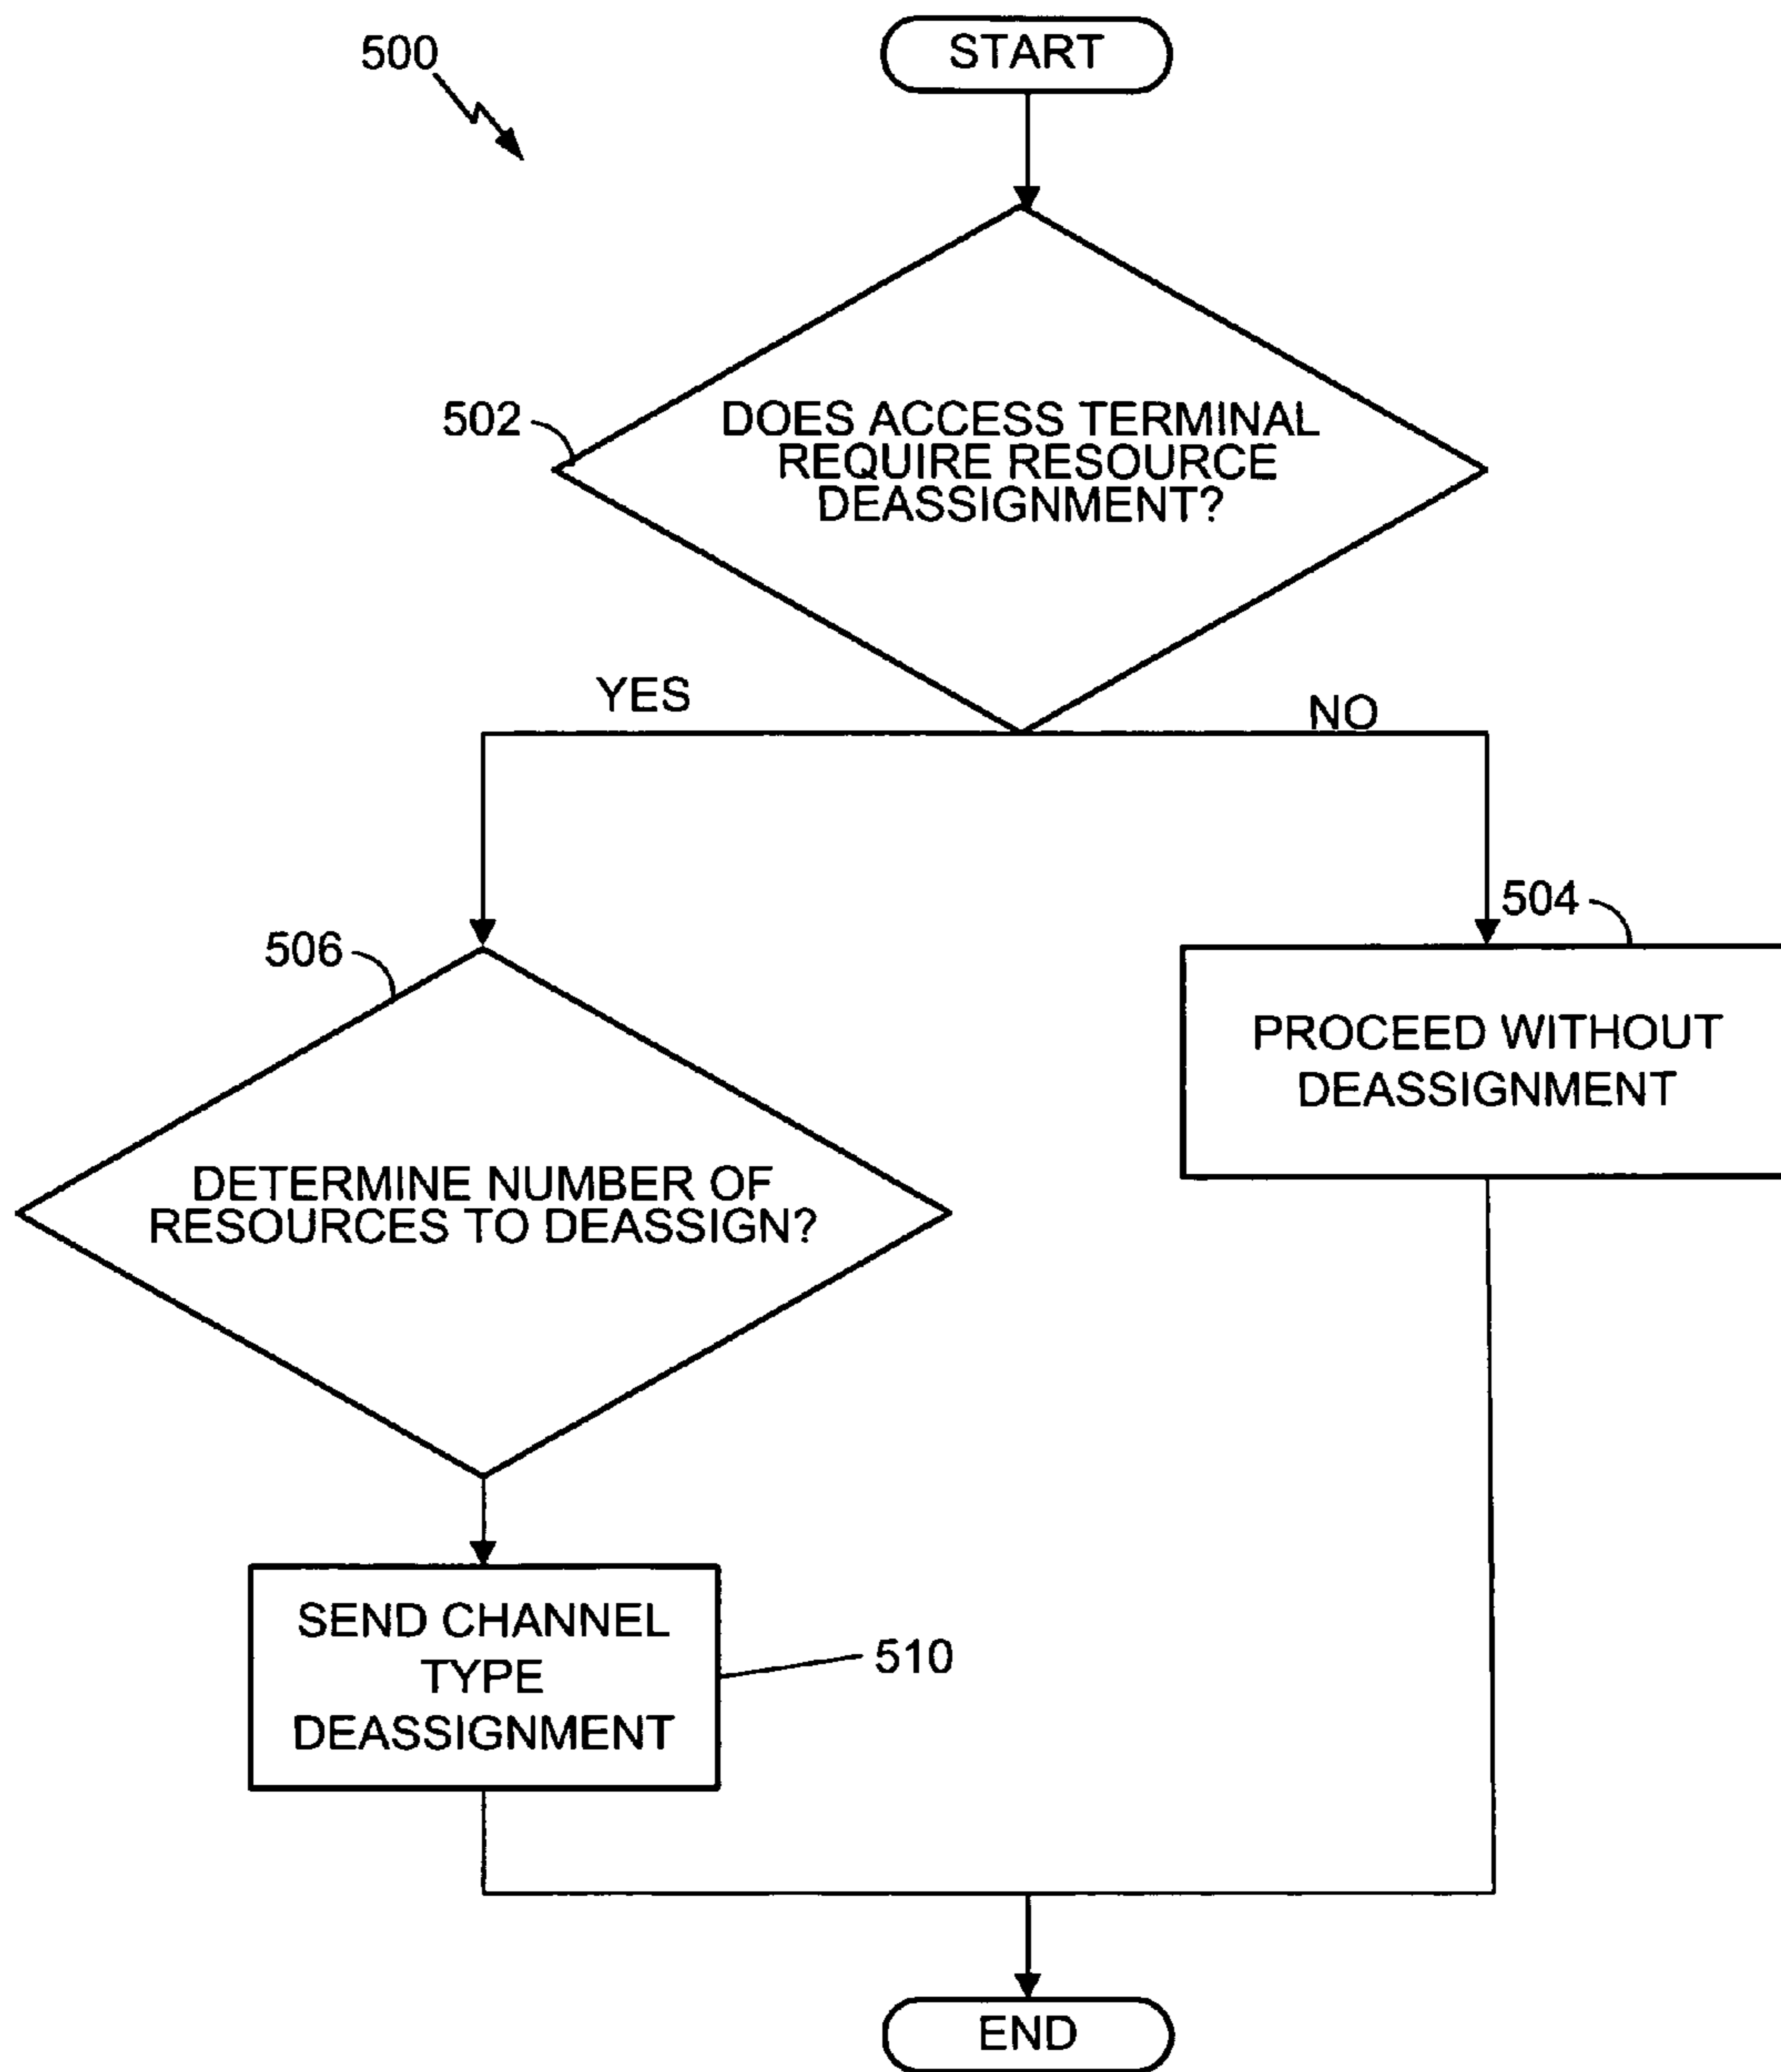 500
START
502
DOES ACCESS TERMINAL
REQUIRE RESOURCE
DEASSIGNMENT?
YES
NO
504
506
PROCEED WITHOUT
DEASSIGNMENT
DETERMINE NUMBER OF
RESOURCES TO DEASSIGN?
SEND CHANNEL
TYPE
DEASSIGNMENT
510
END